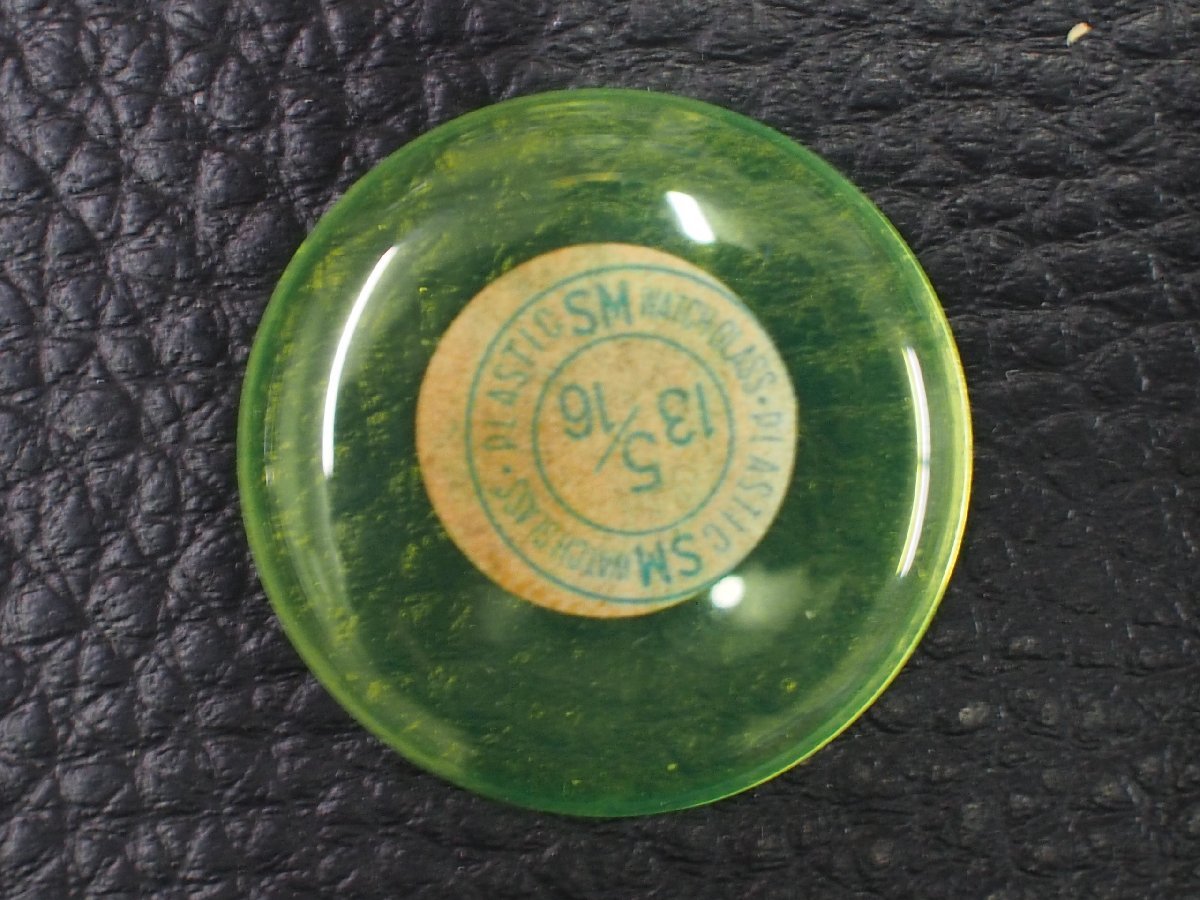 SM WATCH GLASS · PLASTIC SM WATCH GLASS · PLASTIC
13 5/16